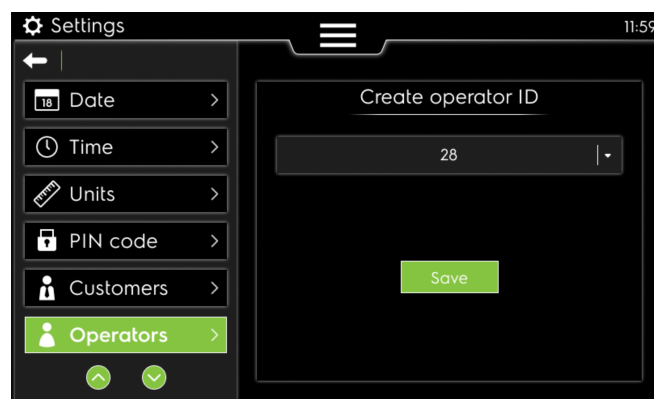 Settings
11:59
18 Date
Time
Units
PIN code
Customers
Operators
Create operator ID
28
Save